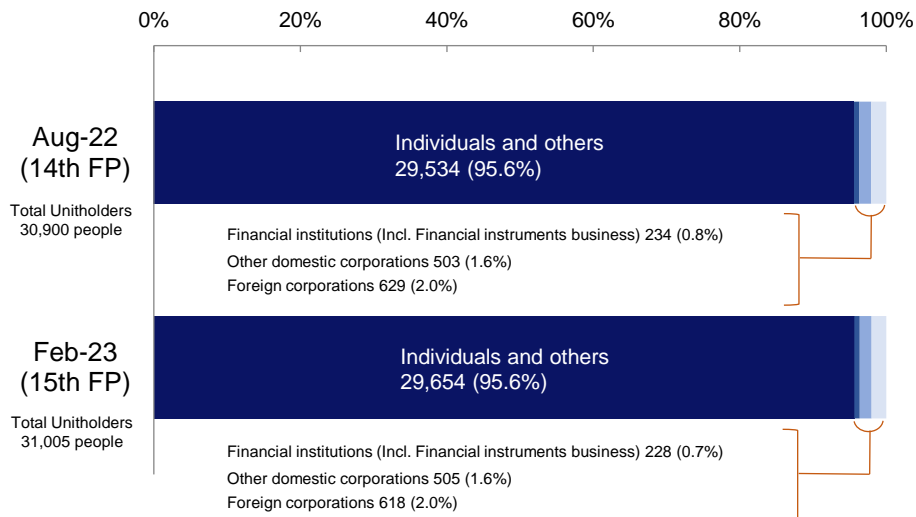 0% 20% 40% 60% 80% 100%
Aug-22
(14th FP)
Total Unitholders
30,900 people
Individuals and others
29,534 (95.6%)
Financial institutions (Incl. Financial instruments business) 234 (0.8%)
Other domestic corporations 503 (1.6%)
Foreign corporations 629 (2.0%)
Feb-23
(15th FP)
Total Unitholders
31,005 people
Individuals and others
29,654 (95.6%)
Financial institutions (Incl. Financial instruments business) 228 (0.7%)
Other domestic corporations 505 (1.6%)
Foreign corporations 618 (2.0%)